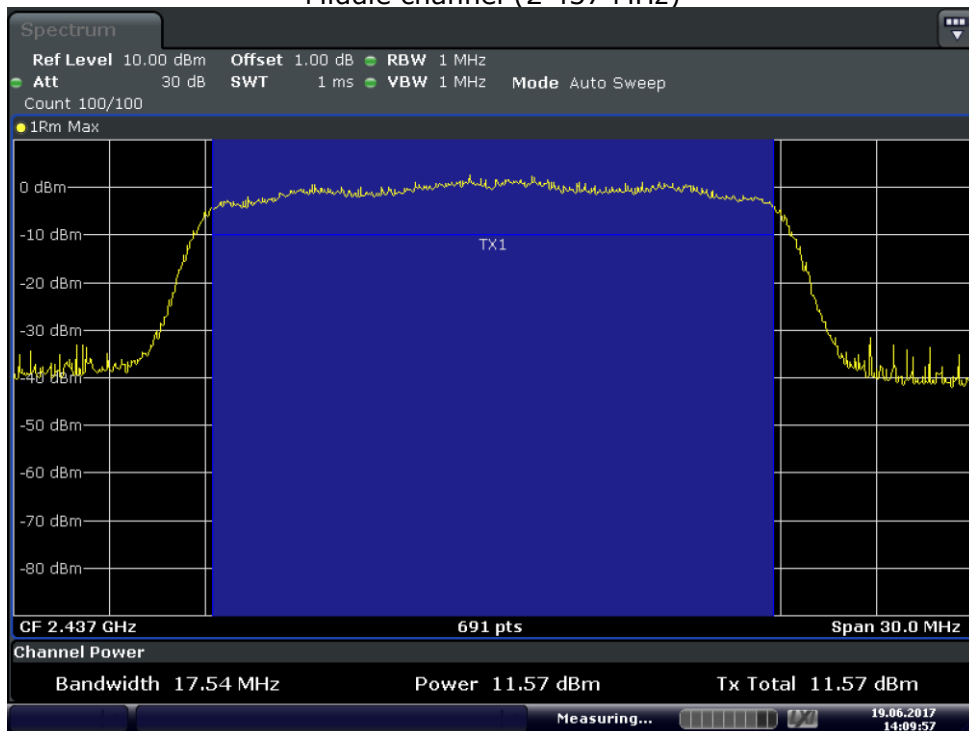 Middle channel (2 437 MHz)
Spectrum
Ref Level 10.00 dBm Offset 1.00 dB RBW 1 MHz
Att 30 dB SWT 1 ms VBW 1 MHz Mode Auto Sweep
Count 100/100
1Rm Max
0 dBm
-10 dBm
TX1
-20 dBm
-30 dBm
-40 dBm
-50 dBm
-60 dBm
-70 dBm
-80 dBm
CF 2.437 GHz 691 pts Span 30.0 MHz
Channel Power
Bandwidth 17.54 MHz Power 11.57 dBm Tx Total 11.57 dBm
Measuring... 19.06.2017
14:09:57